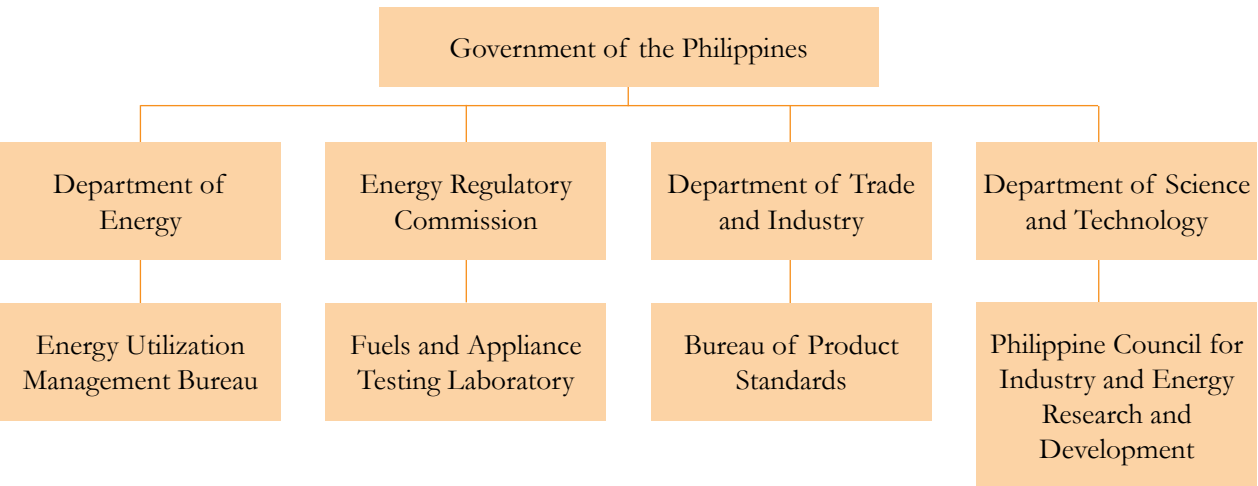 Government of the Philippines
Department of
Energy
Energy Regulatory
Commission
Department of Trade
and Industry
Department of Science
and Technology
Energy Utilization
Management Bureau
Fuels and Appliance
Testing Laboratory
Bureau of Product
Standards
Philippine Council for
Industry and Energy
Research and
Development